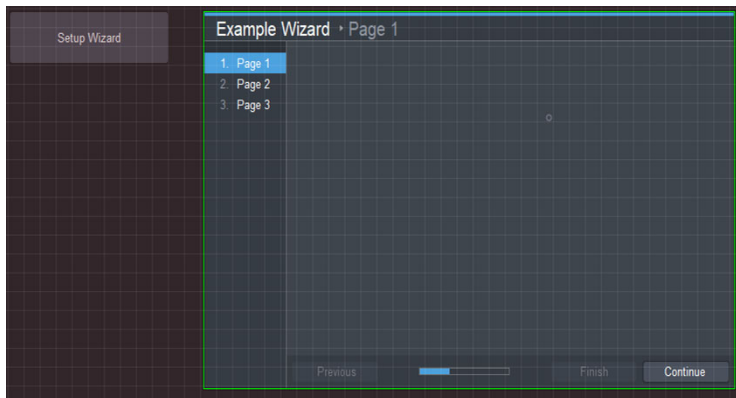 Setup Wizard
Example Wizard ‣ Page 1
1. Page 1
2. Page 2
3. Page 3
Previous
Finish
Continue